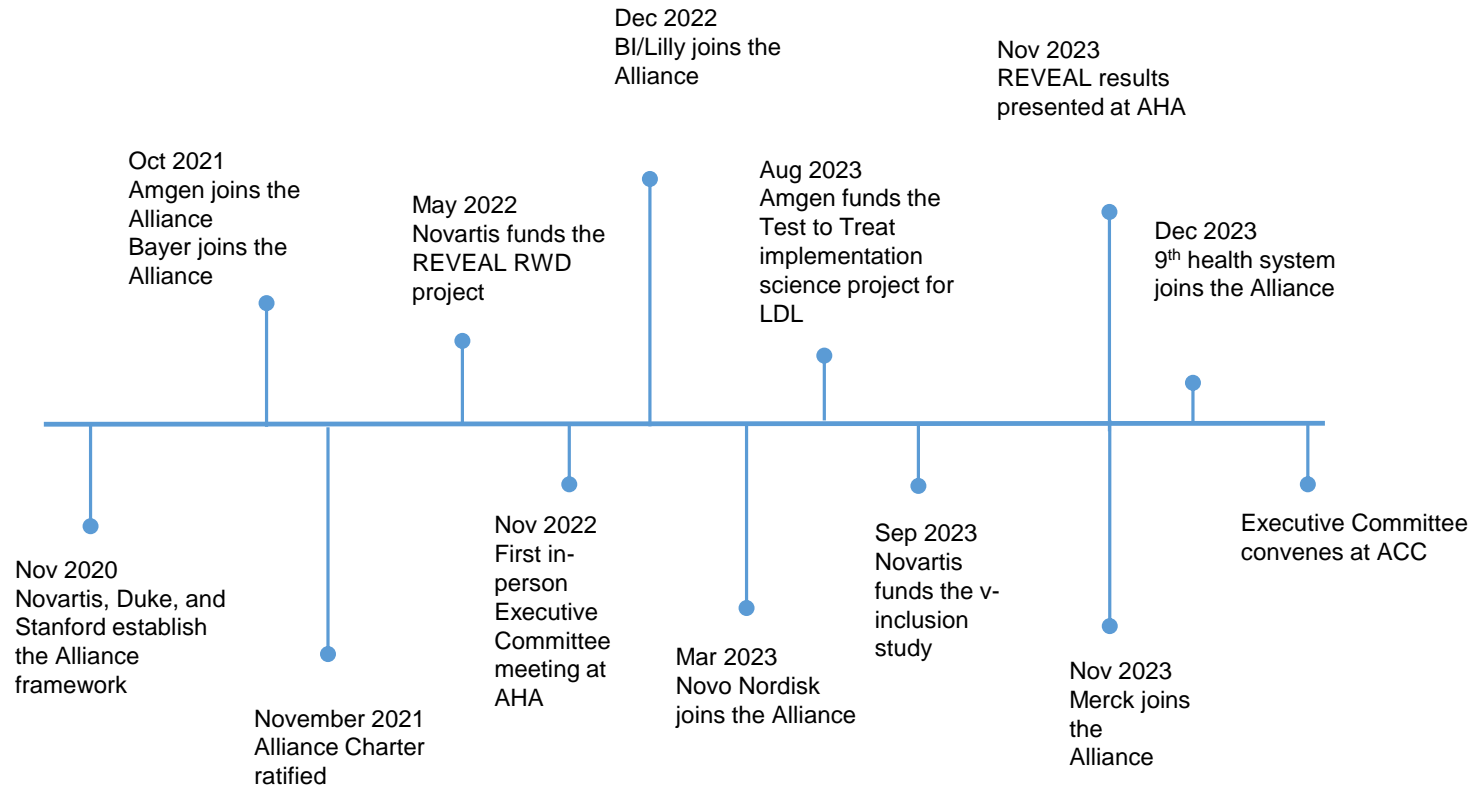 Nov 2020
Novartis, Duke, and
Stanford establish
the Alliance
framework
Oct 2021
Amgen joins the
Alliance
Bayer joins the
Alliance
November 2021
Alliance Charter
ratified
May 2022
Novartis funds the
REVEAL RWD
project
Nov 2022
First in-
person
Executive
Committee
meeting at
AHA
Dec 2022
BI/Lilly joins the
Alliance
Mar 2023
Novo Nordisk
joins the Alliance
Aug 2023
Amgen funds the
Test to Treat
implementation
science project for
LDL
Sep 2023
Novartis
funds the v-
inclusion
study
Nov 2023
REVEAL results
presented at AHA
Nov 2023
Merck joins
the
Alliance
Dec 2023
9th health system
joins the Alliance
Executive Committee
convenes at ACC